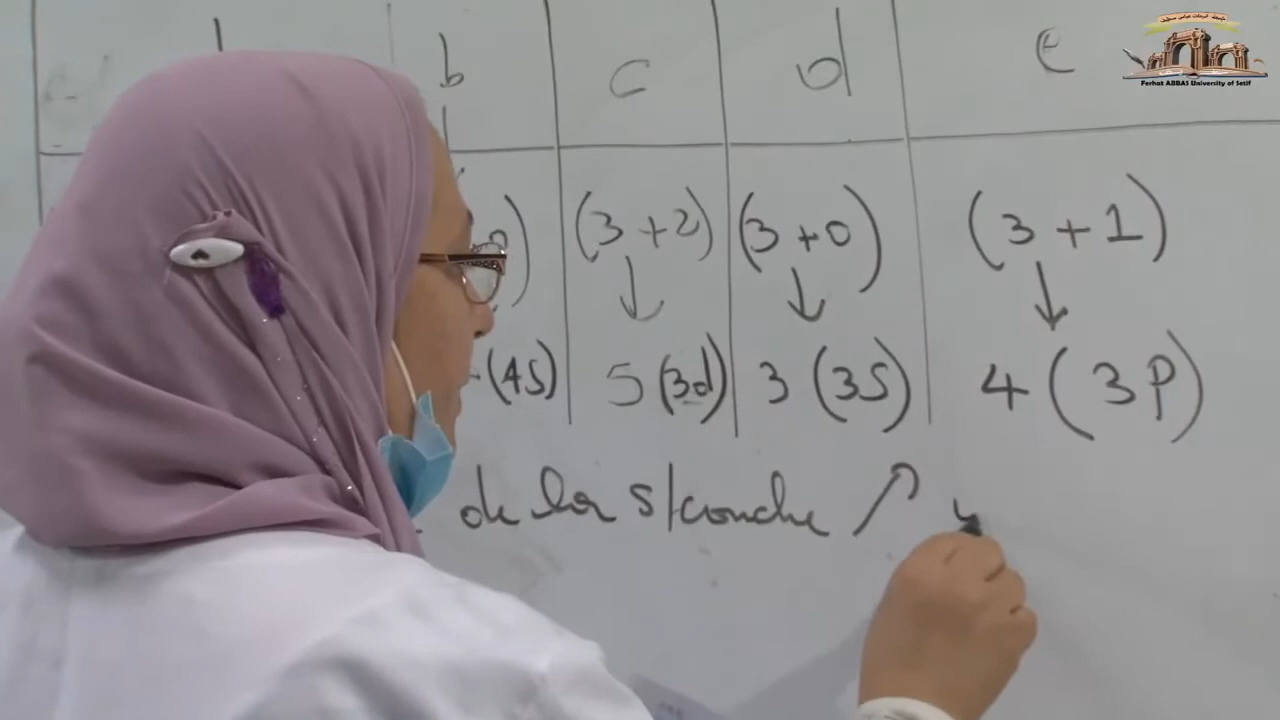 b c d e
(3+2) (3+0) (3+1)
↓ ↓ ↓
(4S) 5(3d) 3(3S) 4(3P)
de la s/couche ↗
Ferhat ABBAS University of Setif